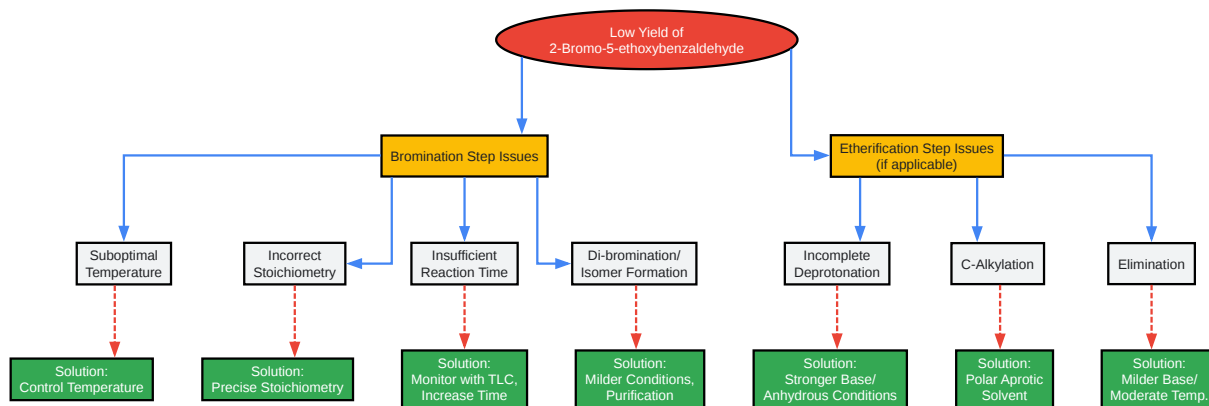 Low Yield of
2-Bromo-5-ethoxybenzaldehyde
Bromination Step Issues
Etherification Step Issues
(if applicable)
Suboptimal
Temperature
Incorrect
Stoichiometry
Insufficient
Reaction Time
Di-bromination/
Isomer Formation
Incomplete
Deprotonation
C-Alkylation
Elimination
Solution:
Control Temperature
Solution:
Precise Stoichiometry
Solution:
Monitor with TLC,
Increase Time
Solution:
Milder Conditions,
Purification
Solution:
Stronger Base/
Anhydrous Conditions
Solution:
Polar Aprotic
Solvent
Solution:
Milder Base/
Moderate Temp.